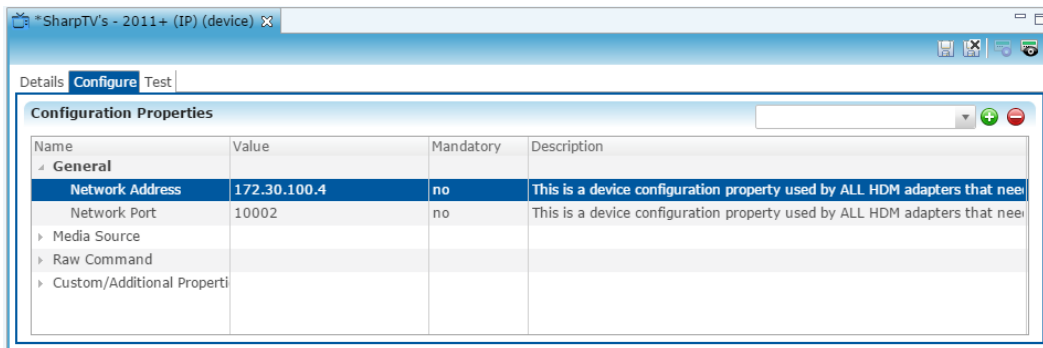 *SharpTV's - 2011+ (IP) (device)
Details Configure Test
Configuration Properties
Name Value Mandatory Description
General
Network Address 172.30.100.4 no This is a device configuration property used by ALL HDM adapters that nee
Network Port 10002 no This is a device configuration property used by ALL HDM adapters that nee
Media Source
Raw Command
Custom/Additional Properti